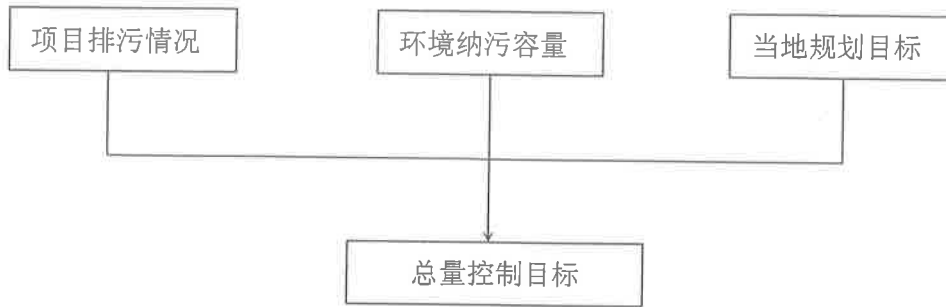 项目排污情况
环境纳污容量
当地规划目标
总量控制目标